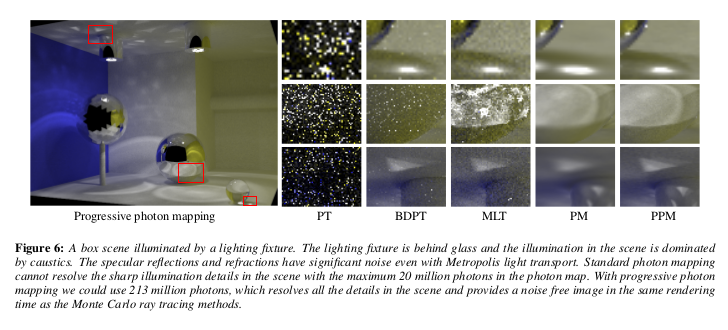 Progressive photon mapping
PT
BDPT
MLT
PM
PPM
Figure 6: A box scene illuminated by a lighting fixture. The lighting fixture is behind glass and the illumination in the scene is dominated
by caustics. The specular reflections and refractions have significant noise even with Metropolis light transport. Standard photon mapping
cannot resolve the sharp illumination details in the scene with the maximum 20 million photons in the photon map. With progressive photon
mapping we could use 213 million photons, which resolves all the details in the scene and provides a noise free image in the same rendering
time as the Monte Carlo ray tracing methods.